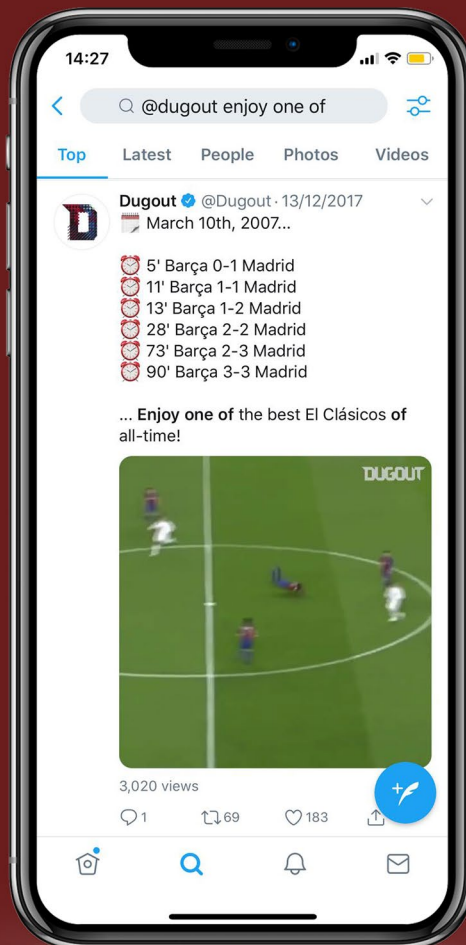 14:27
@dugout enjoy one of
Top Latest People Photos Videos
Dugout @Dugout · 13/12/2017
March 10th, 2007...
5' Barça 0-1 Madrid
11' Barça 1-1 Madrid
13' Barça 1-2 Madrid
28' Barça 2-2 Madrid
73' Barça 2-3 Madrid
90' Barça 3-3 Madrid
... Enjoy one of the best El Clásicos of
all-time!
DUGOUT
3,020 views
1 69 183